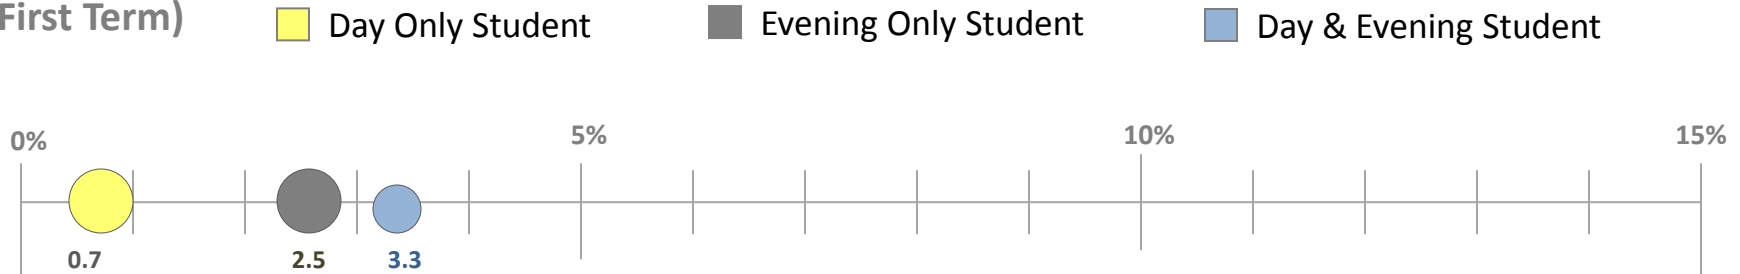 First Term)
Day Only Student
Evening Only Student
Day & Evening Student
0%
5%
10%
15%
0.7
2.5
3.3